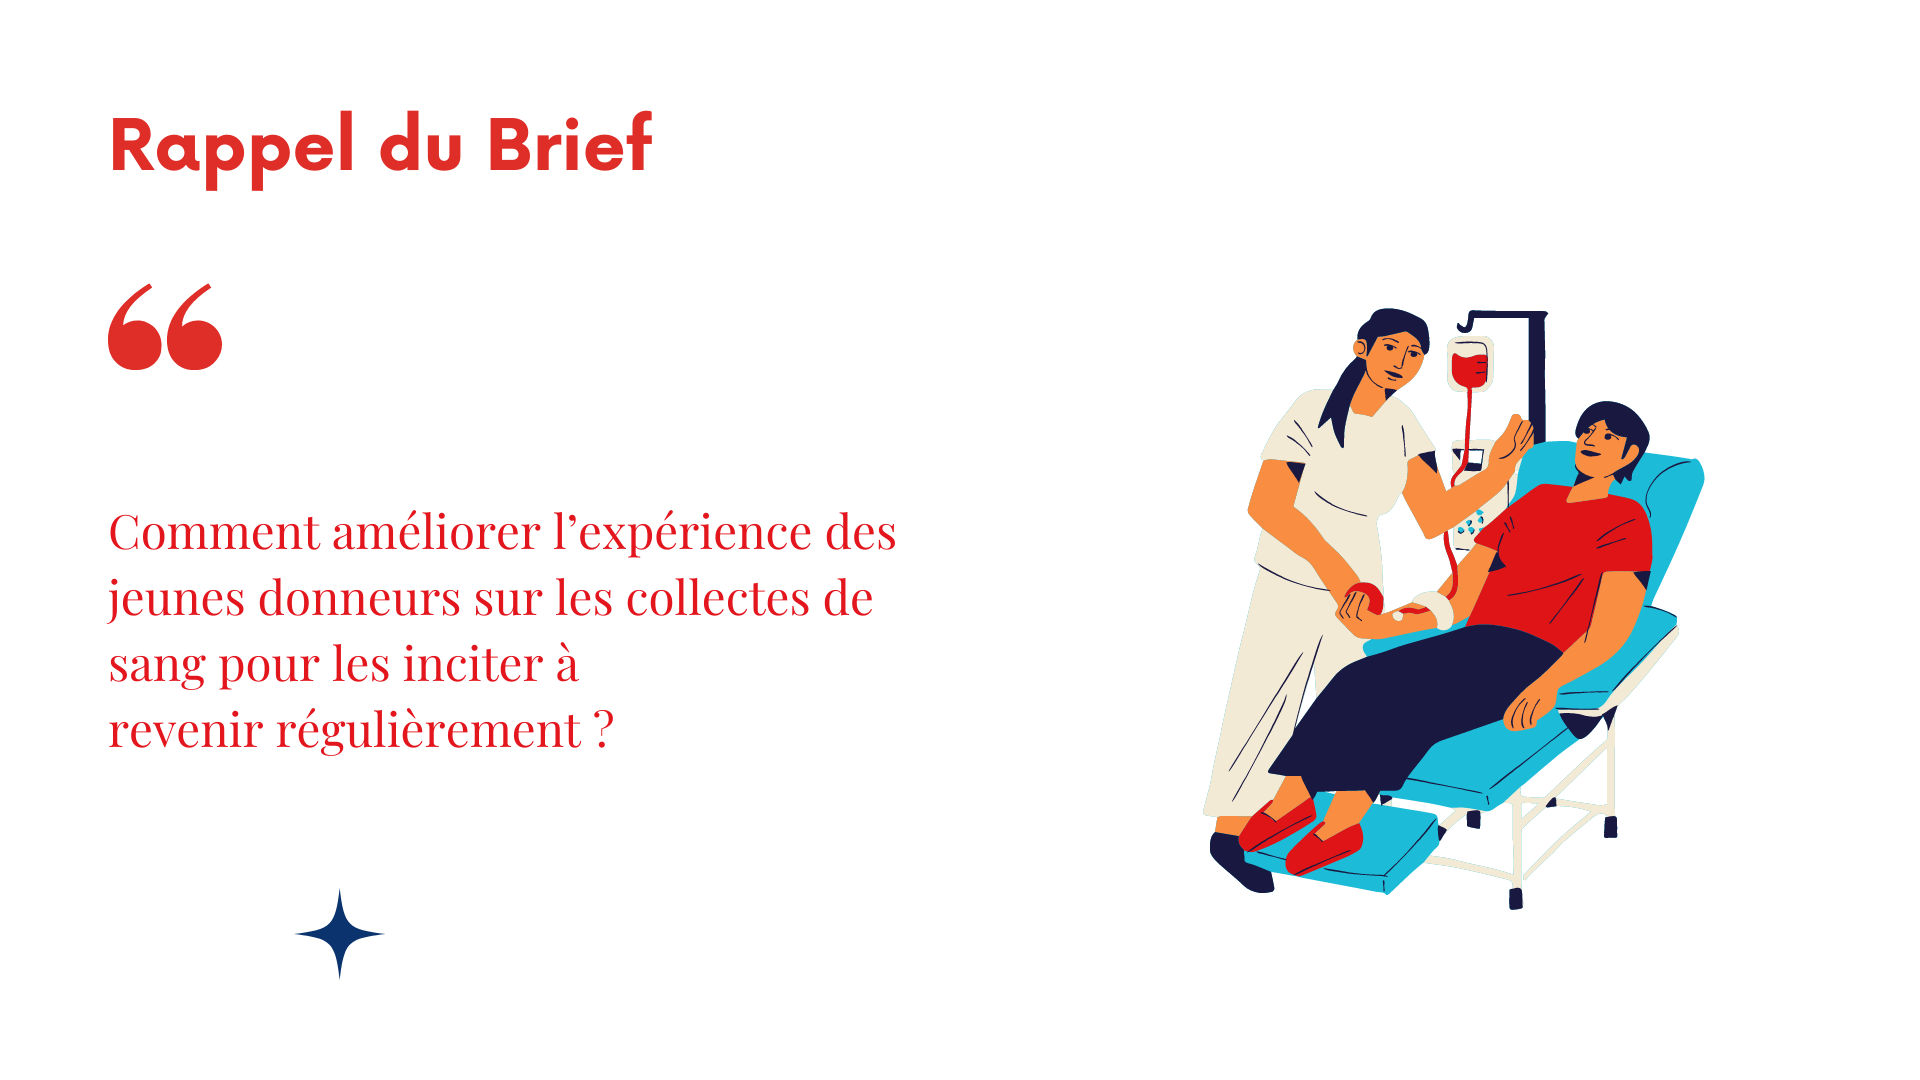 Rappel du Brief
“
Comment améliorer l’expérience des
jeunes donneurs sur les collectes de
sang pour les inciter à
revenir régulièrement ?